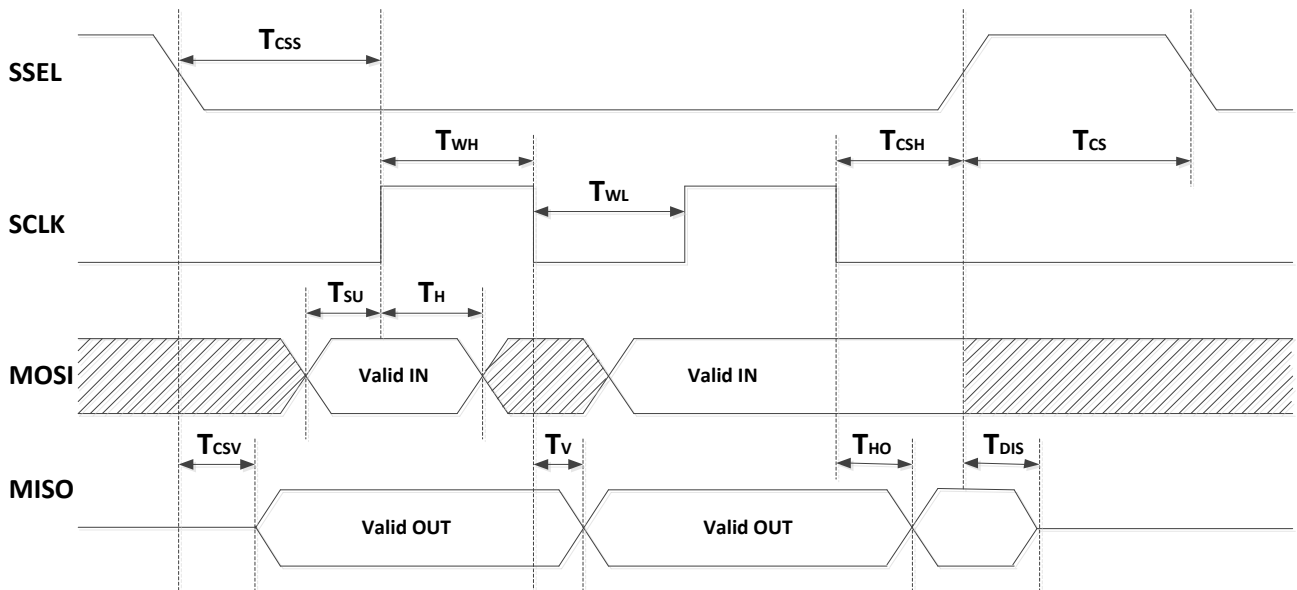 SSEL
TCSS
TWH
TCSH
TCS
SCLK
TWL
TSU
TH
MOSI
Valid IN
Valid IN
MISO
TCSV
TV
THO
TDIS
Valid OUT
Valid OUT